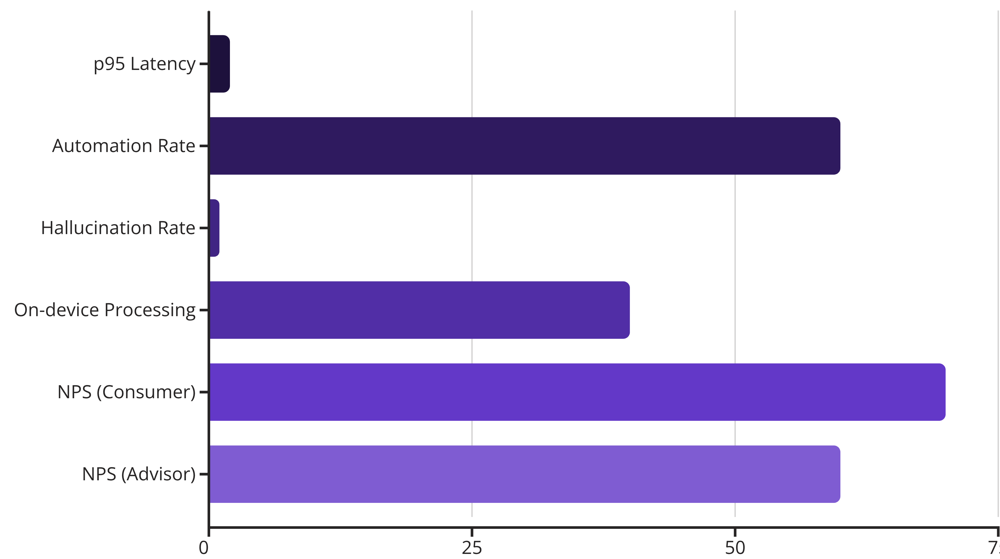 p95 Latency
Automation Rate
Hallucination Rate
On-device Processing
NPS (Consumer)
NPS (Advisor)
0 25 50